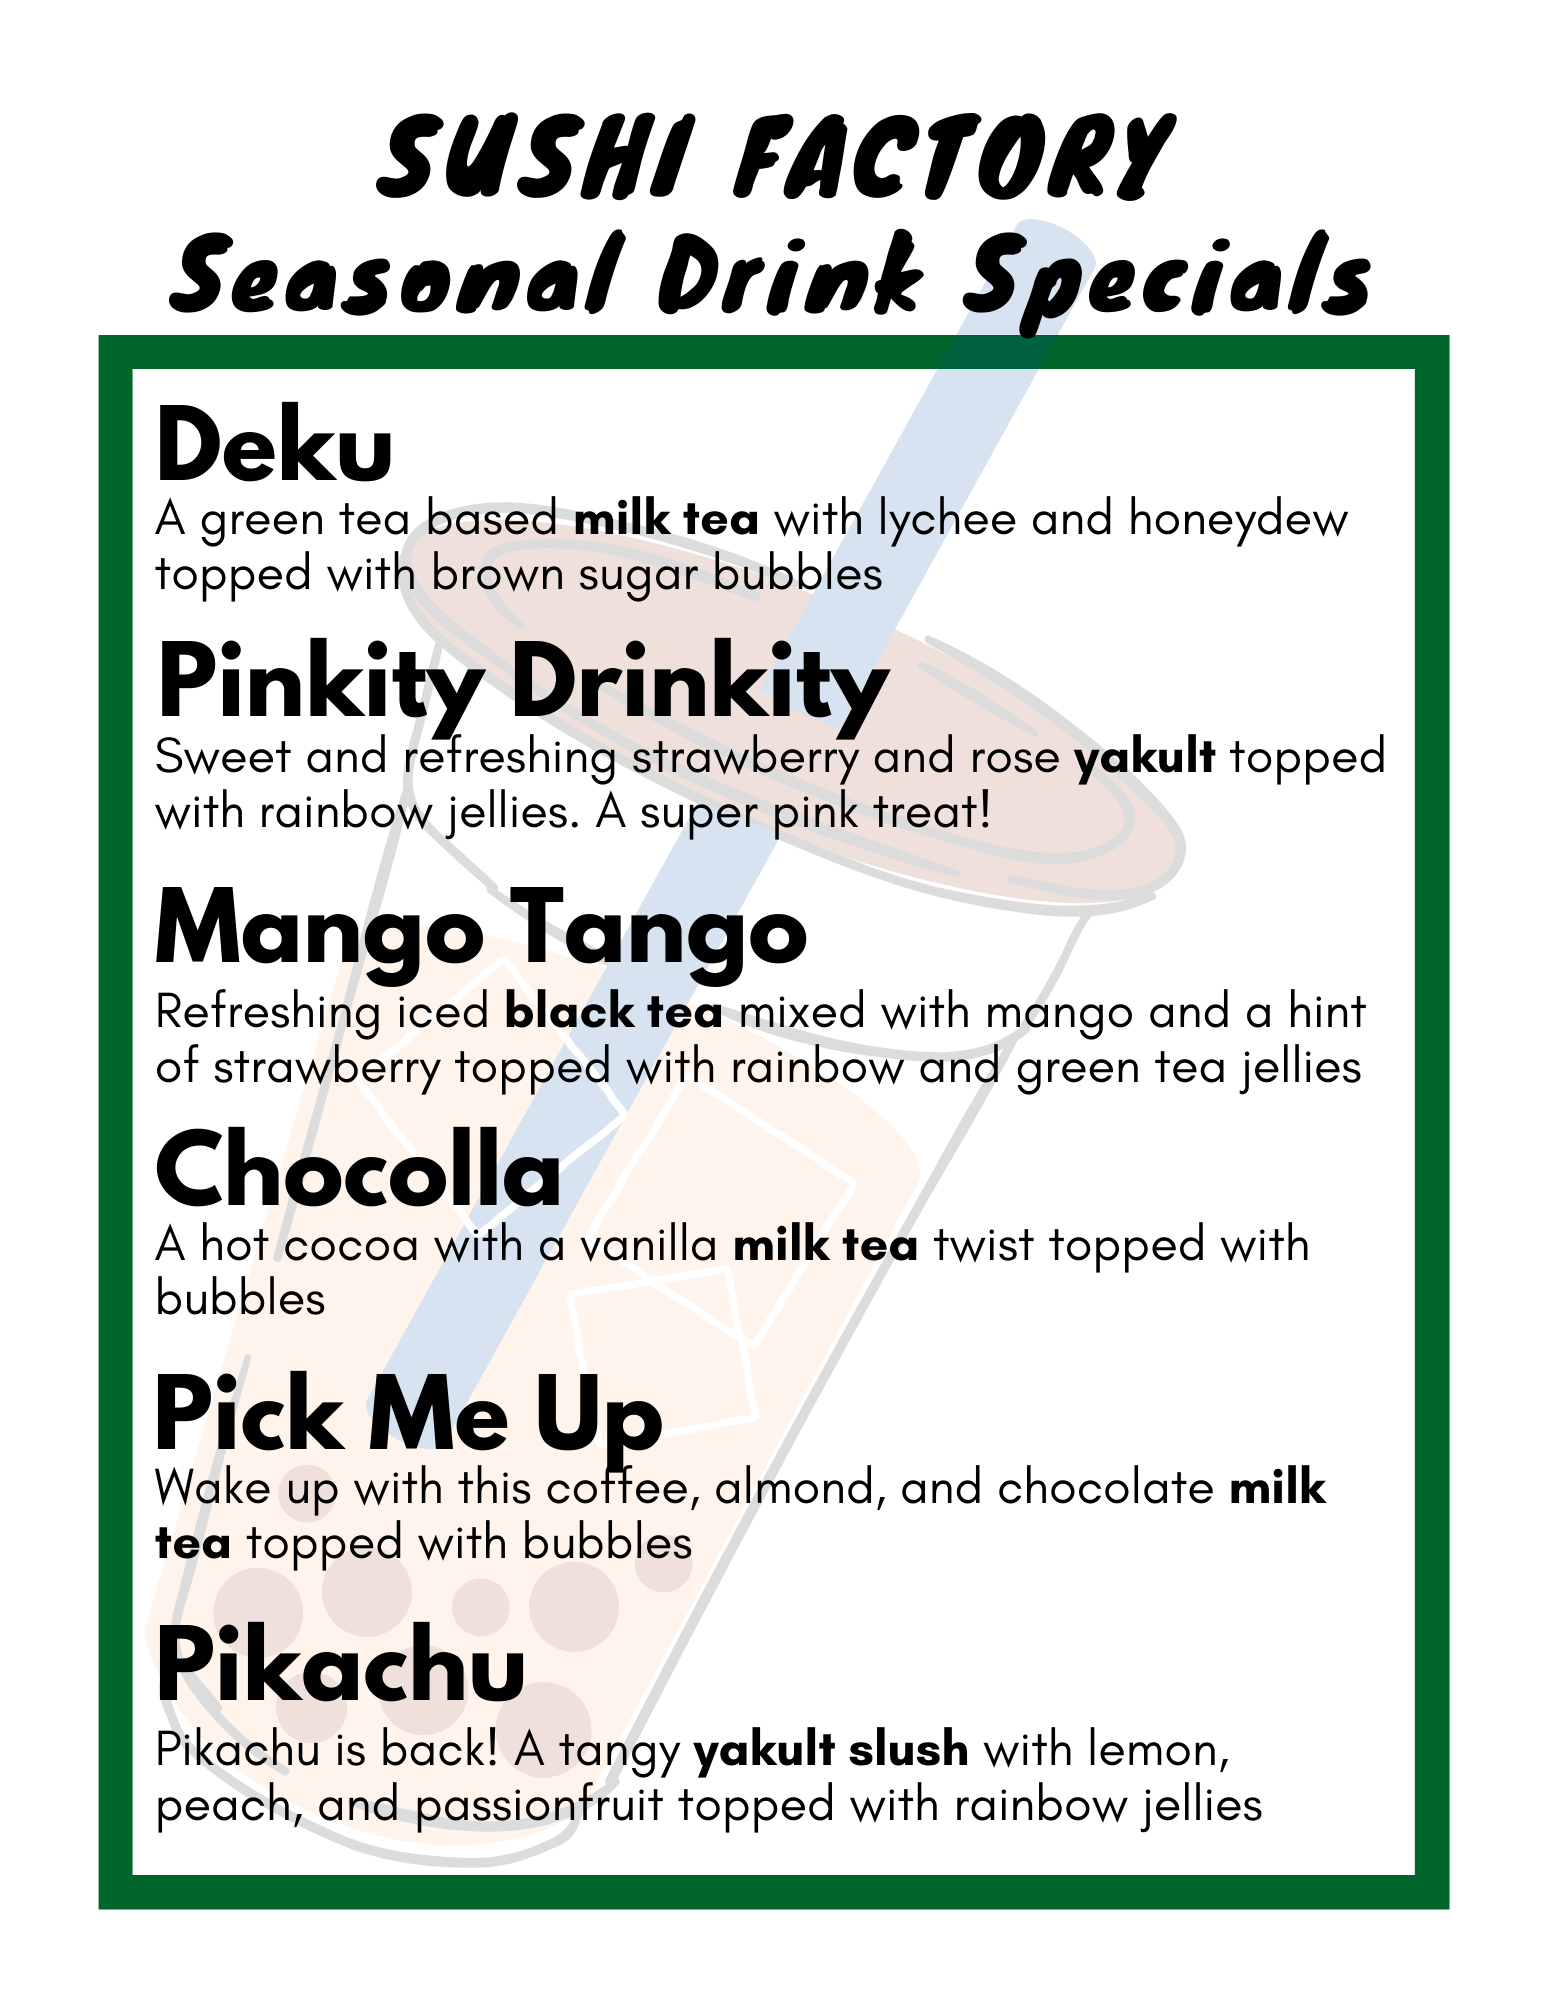 SUSHI FACTORY
Seasonal Drink Specials
Deku
A green tea based milk tea with lychee and honeydew
topped with brown sugar bubbles
Pinkity Drinkity
Sweet and refreshing strawberry and rose yakult topped
with rainbow jellies. A super pink treat!
Mango Tango
Refreshing iced black tea mixed with mango and a hint
of strawberry topped with rainbow and green tea jellies
Chocolla
A hot cocoa with a vanilla milk tea twist topped with
bubbles
Pick Me Up
Wake up with this coffee, almond, and chocolate milk
tea topped with bubbles
Pikachu
Pikachu is back! A tangy yakult slush with lemon,
peach, and passionfruit topped with rainbow jellies